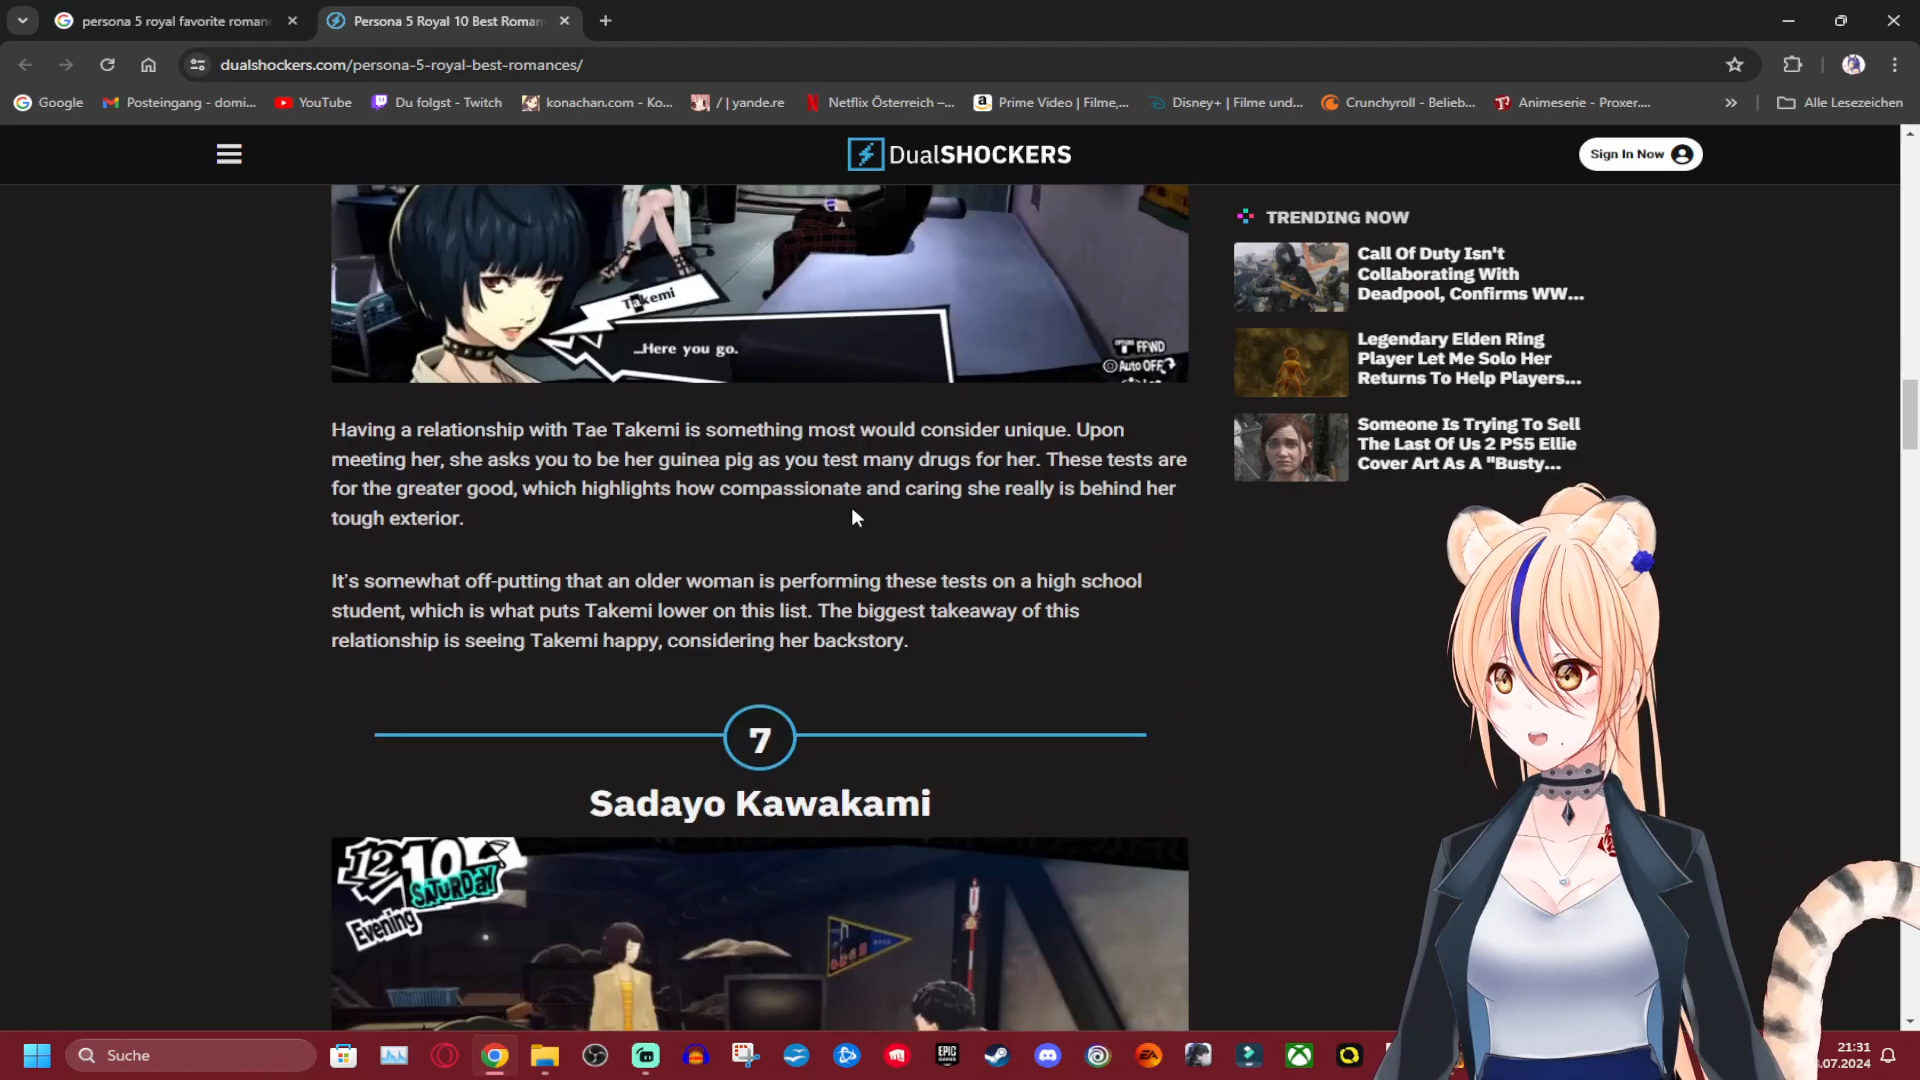 persona 5 royal favorite roman
Persona 5 Royal 10 Best Roman
dualshockers.com/persona-5-royal-best-romances/
Google
Posteingang - domi...
YouTube
Du folgst - Twitch
konachan.com - Ko...
/ | yande.re
Netflix Österreich –...
Prime Video | Filme,...
Disney+ | Filme und...
Crunchyroll - Belieb...
Animeserie - Proxer....
Alle Lesezeichen
DualSHOCKERS
Sign In Now
Takemi
...Here you go.
FFWD
Auto OFF
TRENDING NOW
Call Of Duty Isn't
Collaborating With
Deadpool, Confirms WW...
Legendary Elden Ring
Player Let Me Solo Her
Returns To Help Players...
Someone Is Trying To Sell
The Last Of Us 2 PS5 Ellie
Cover Art As A "Busty...
Having a relationship with Tae Takemi is something most would consider unique. Upon
meeting her, she asks you to be her guinea pig as you test many drugs for her. These tests are
for the greater good, which highlights how compassionate and caring she really is behind her
tough exterior.
It's somewhat off-putting that an older woman is performing these tests on a high school
student, which is what puts Takemi lower on this list. The biggest takeaway of this
relationship is seeing Takemi happy, considering her backstory.
7
Sadayo Kawakami
12 10
SATURDAY
Evening
Suche
EPIC
GAMES
EA
21:31
.07.2024